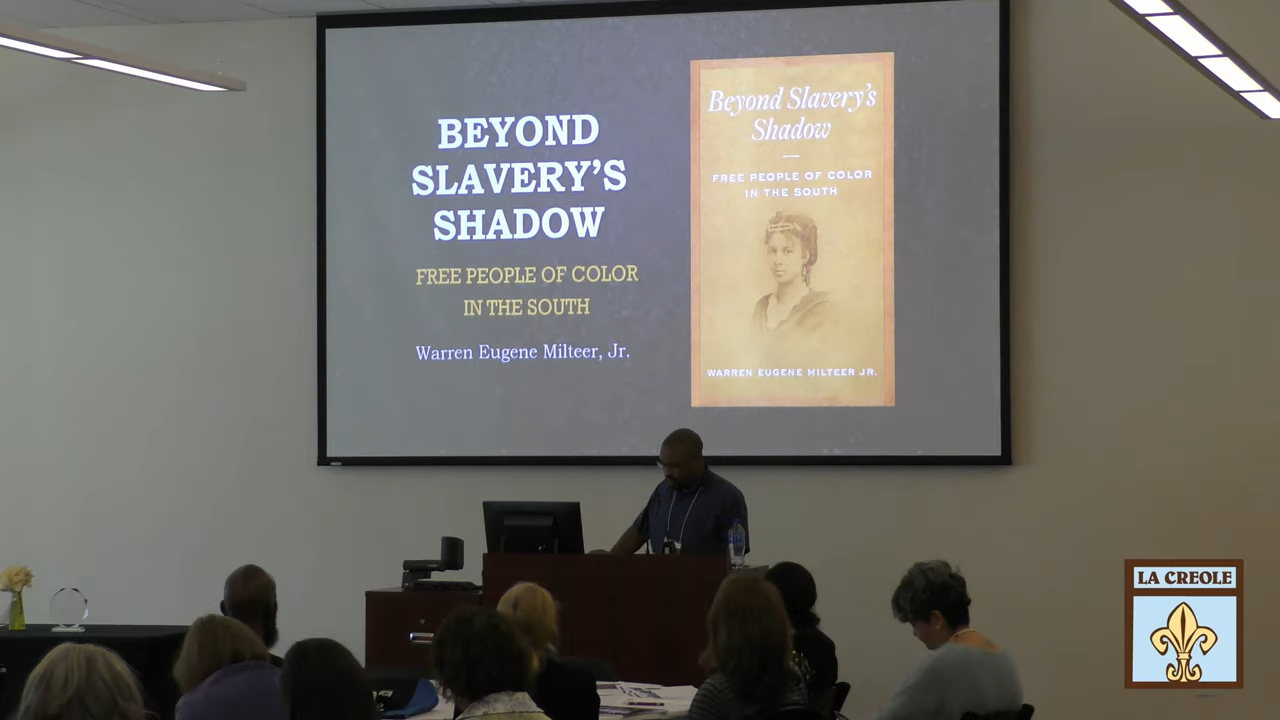 BEYOND
SLAVERY'S
SHADOW
FREE PEOPLE OF COLOR
IN THE SOUTH
Warren Eugene Milteer, Jr.
Beyond Slavery's
Shadow
FREE PEOPLE OF COLOR
IN THE SOUTH
WARREN EUGENE MILTEER JR.
LA CREOLE